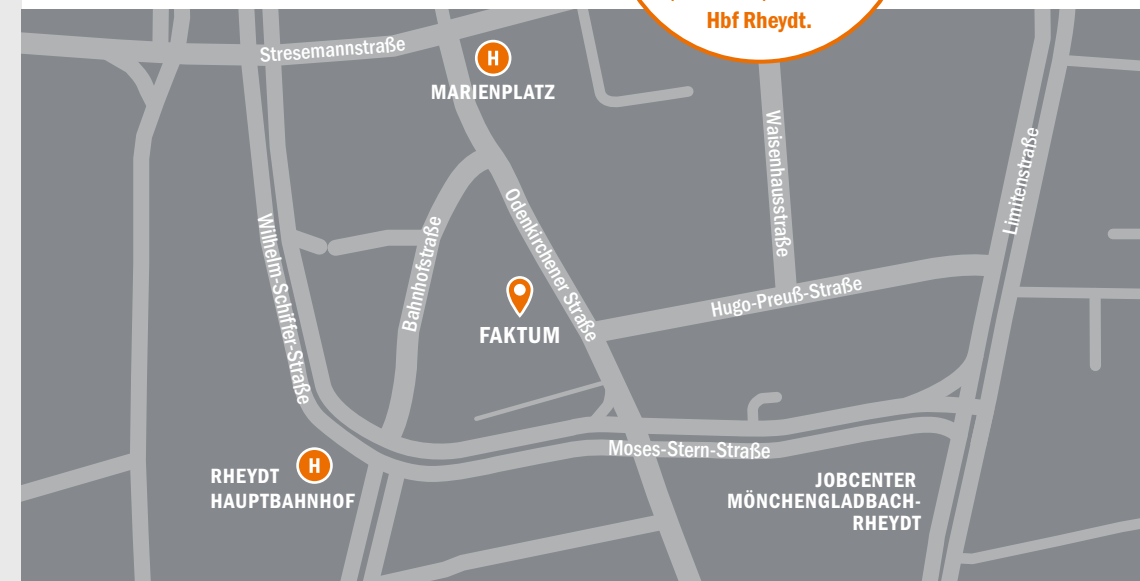 Hbf Rheydt.
Stresemannstraße
H
MARIENPLATZ
Waisenhausstraße
Limitenstraße
Odenkirchener Straße
Wilhelm-Schiffer-Straße
Bahnhofstraße
Hugo-Preuß-Straße
FAKTUM
Moses-Stern-Straße
RHEYDT
HAUPTBAHNHOF
H
JOBCENTER
MÖNCHENGLADBACH-
RHEYDT